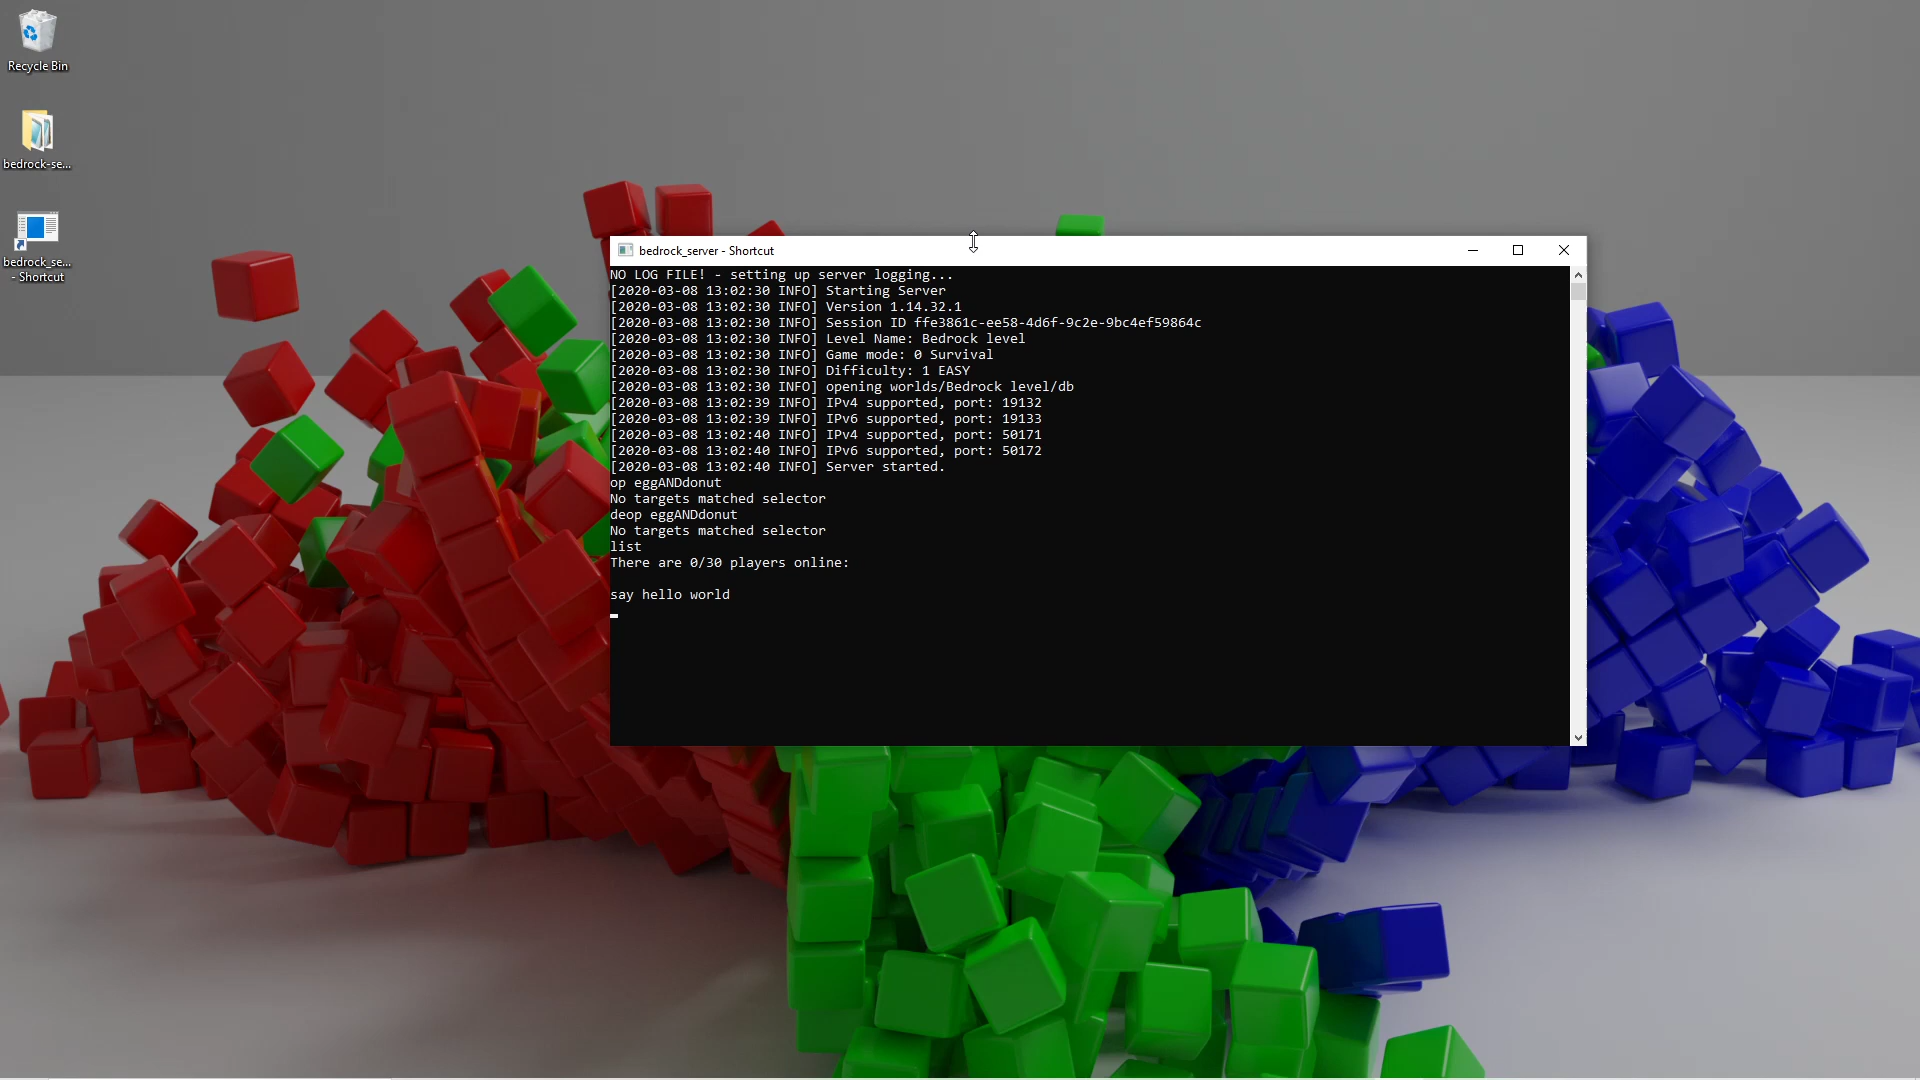 Recycle Bin
bedrock-se...
bedrock_se...
- Shortcut
bedrock_server - Shortcut
NO LOG FILE! - setting up server logging...
[2020-03-08 13:02:30 INFO] Starting Server
[2020-03-08 13:02:30 INFO] Version 1.14.32.1
[2020-03-08 13:02:30 INFO] Session ID ffe3861c-ee58-4d6f-9c2e-9bc4ef59864c
[2020-03-08 13:02:30 INFO] Level Name: Bedrock level
[2020-03-08 13:02:30 INFO] Game mode: 0 Survival
[2020-03-08 13:02:30 INFO] Difficulty: 1 EASY
[2020-03-08 13:02:30 INFO] opening worlds/Bedrock level/db
[2020-03-08 13:02:39 INFO] IPv4 supported, port: 19132
[2020-03-08 13:02:39 INFO] IPv6 supported, port: 19133
[2020-03-08 13:02:40 INFO] IPv4 supported, port: 50171
[2020-03-08 13:02:40 INFO] IPv6 supported, port: 50172
[2020-03-08 13:02:40 INFO] Server started.
op eggANDdonut
No targets matched selector
deop eggANDdonut
No targets matched selector
list
There are 0/30 players online:
say hello world